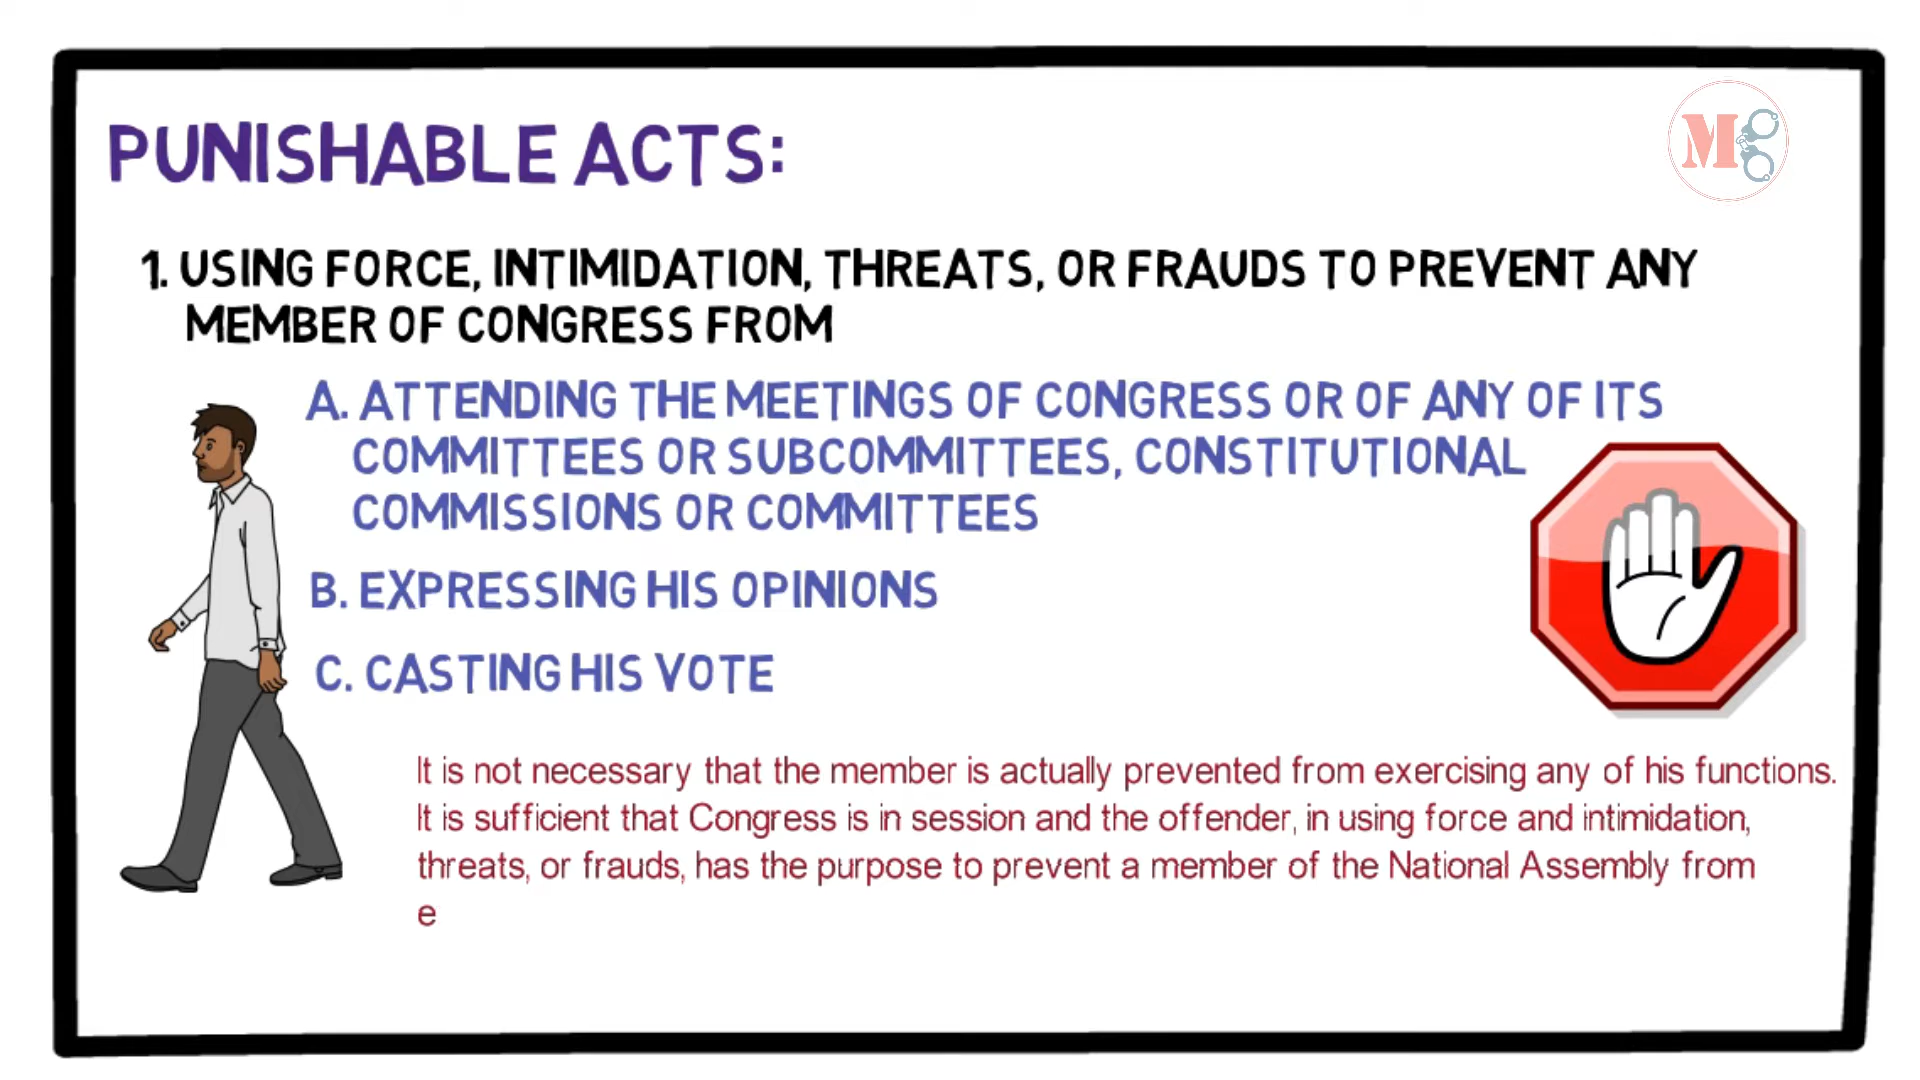 PUNISHABLE ACTS:
M
1. USING FORCE, INTIMIDATION, THREATS, OR FRAUDS TO PREVENT ANY
MEMBER OF CONGRESS FROM
A. ATTENDING THE MEETINGS OF CONGRESS OR OF ANY OF ITS
COMMITTEES OR SUBCOMMITTEES, CONSTITUTIONAL
COMMISSIONS OR COMMITTEES
B. EXPRESSING HIS OPINIONS
C. CASTING HIS VOTE
It is not necessary that the member is actually prevented from exercising any of his functions.
It is sufficient that Congress is in session and the offender, in using force and intimidation,
threats, or frauds, has the purpose to prevent a member of the National Assembly from
e